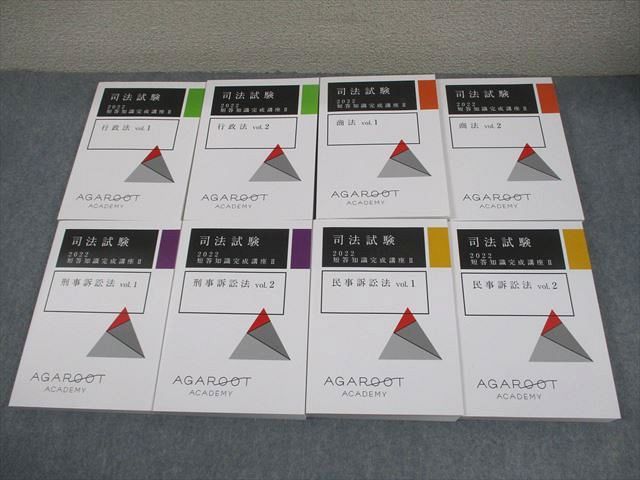 司法試験
2022
短答知識完成講座Ⅱ
行政法 vol.1
AGAROOT
ACADEMY
司法試験
2022
短答知識完成講座Ⅱ
行政法 vol.2
AGAROOT
ACADEMY
司法試験
2022
短答知識完成講座Ⅱ
商法 vol.1
AGAROOT
ACADEMY
司法試験
2022
短答知識完成講座Ⅱ
商法 vol.2
AGAROOT
ACADEMY
司法試験
2022
短答知識完成講座Ⅱ
刑事訴訟法 vol.1
AGAROOT
ACADEMY
司法試験
2022
短答知識完成講座Ⅱ
刑事訴訟法 vol.2
AGAROOT
ACADEMY
司法試験
2022
短答知識完成講座Ⅱ
民事訴訟法 vol.1
AGAROOT
ACADEMY
司法試験
2022
短答知識完成講座Ⅱ
民事訴訟法 vol.2
AGAROOT
ACADEMY